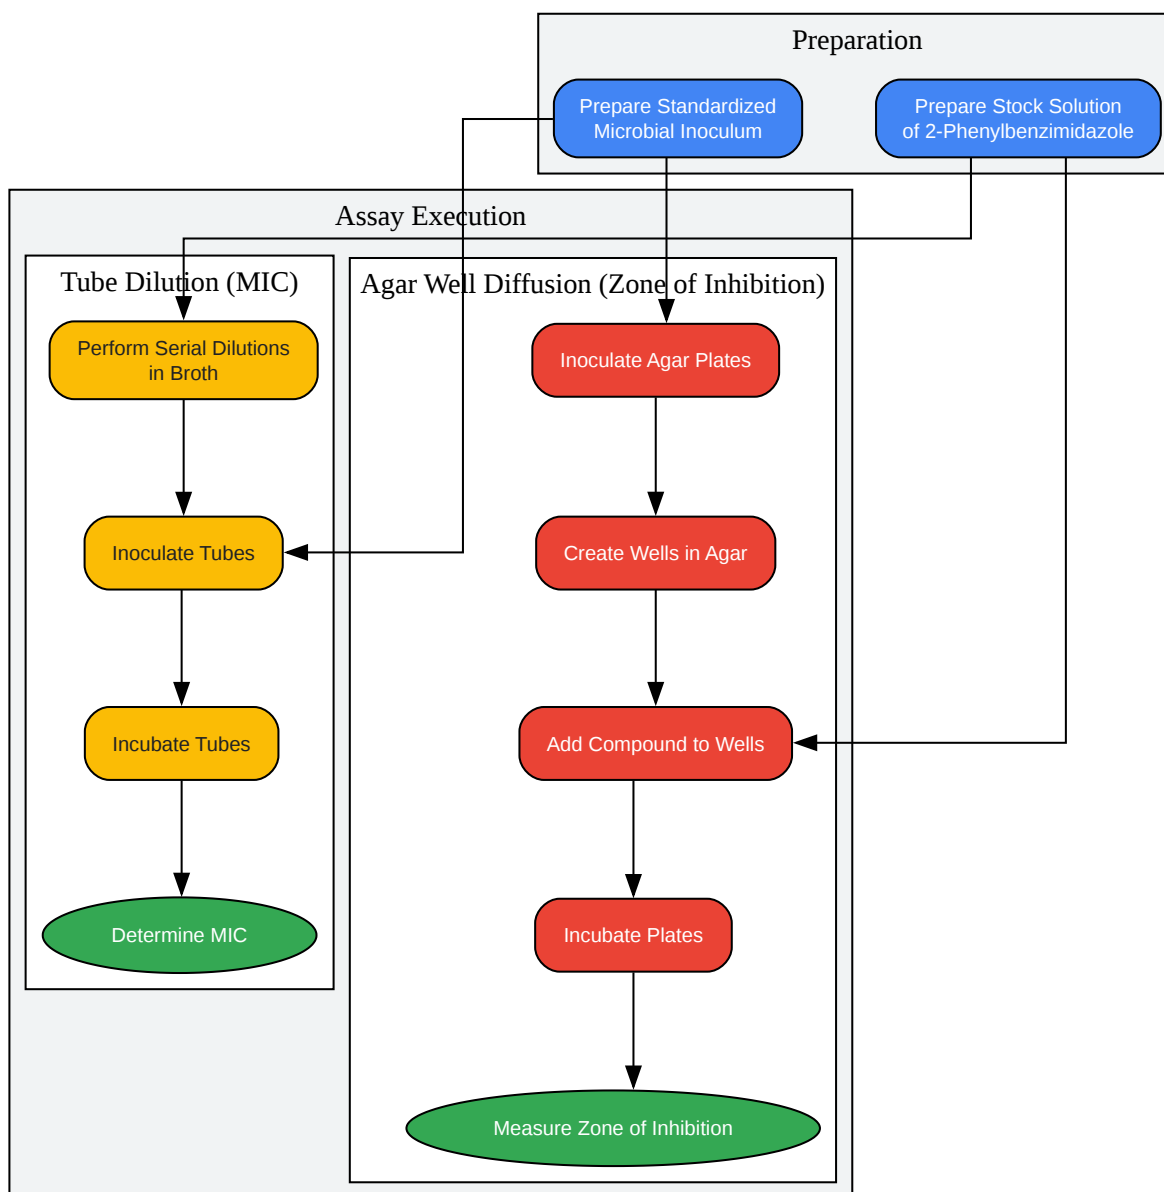 Preparation
Prepare Standardized
Microbial Inoculum
Prepare Stock Solution
of 2-Phenylbenzimidazole
Assay Execution
Tube Dilution (MIC)
Perform Serial Dilutions
in Broth
Inoculate Tubes
Incubate Tubes
Determine MIC
Agar Well Diffusion (Zone of Inhibition)
Inoculate Agar Plates
Create Wells in Agar
Add Compound to Wells
Incubate Plates
Measure Zone of Inhibition